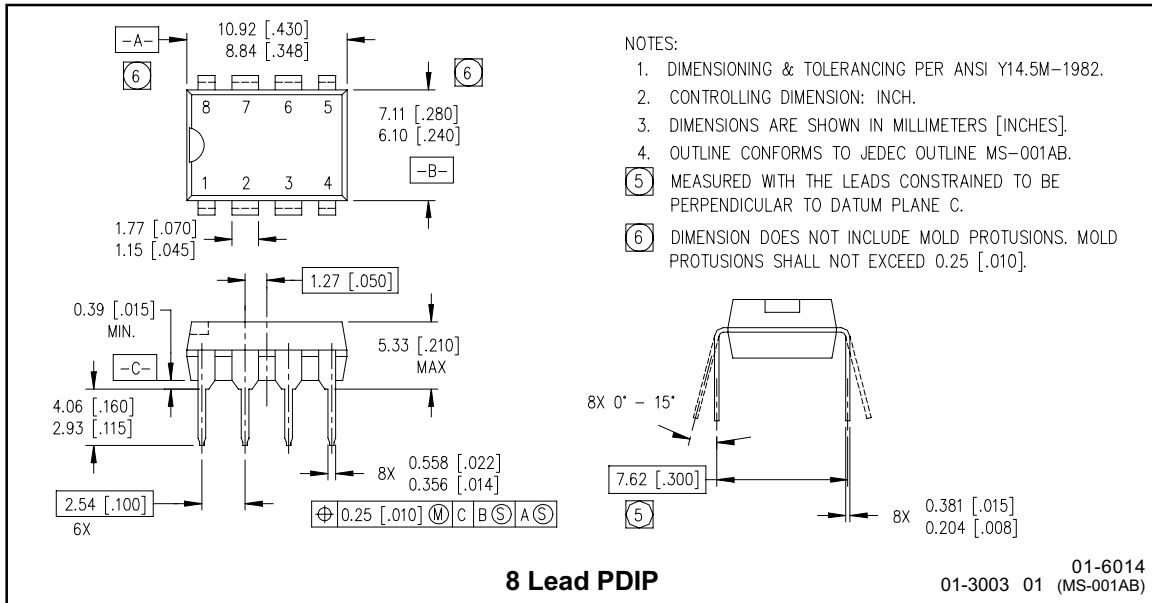 -A-
10.92 [.430]
8.84 [.348]
6
6
8 7 6 5
1 2 3 4
7.11 [.280]
6.10 [.240]
-B-
1.77 [.070]
1.15 [.045]
1.27 [.050]
0.39 [.015]
MIN.
5.33 [.210]
MAX
-C-
4.06 [.160]
2.93 [.115]
8X 0.558 [.022]
0.356 [.014]
2.54 [.100]
6X
⌖ 0.25 [.010] Ⓜ C B Ⓢ A Ⓢ
NOTES:
1. DIMENSIONING & TOLERANCING PER ANSI Y14.5M-1982.
2. CONTROLLING DIMENSION: INCH.
3. DIMENSIONS ARE SHOWN IN MILLIMETERS [INCHES].
4. OUTLINE CONFORMS TO JEDEC OUTLINE MS-001AB.
5 MEASURED WITH THE LEADS CONSTRAINED TO BE
PERPENDICULAR TO DATUM PLANE C.
6 DIMENSION DOES NOT INCLUDE MOLD PROTUSIONS. MOLD
PROTUSIONS SHALL NOT EXCEED 0.25 [.010].
8X 0° - 15°
7.62 [.300]
5
8X 0.381 [.015]
0.204 [.008]
8 Lead PDIP
01-6014
01-3003 01 (MS-001AB)